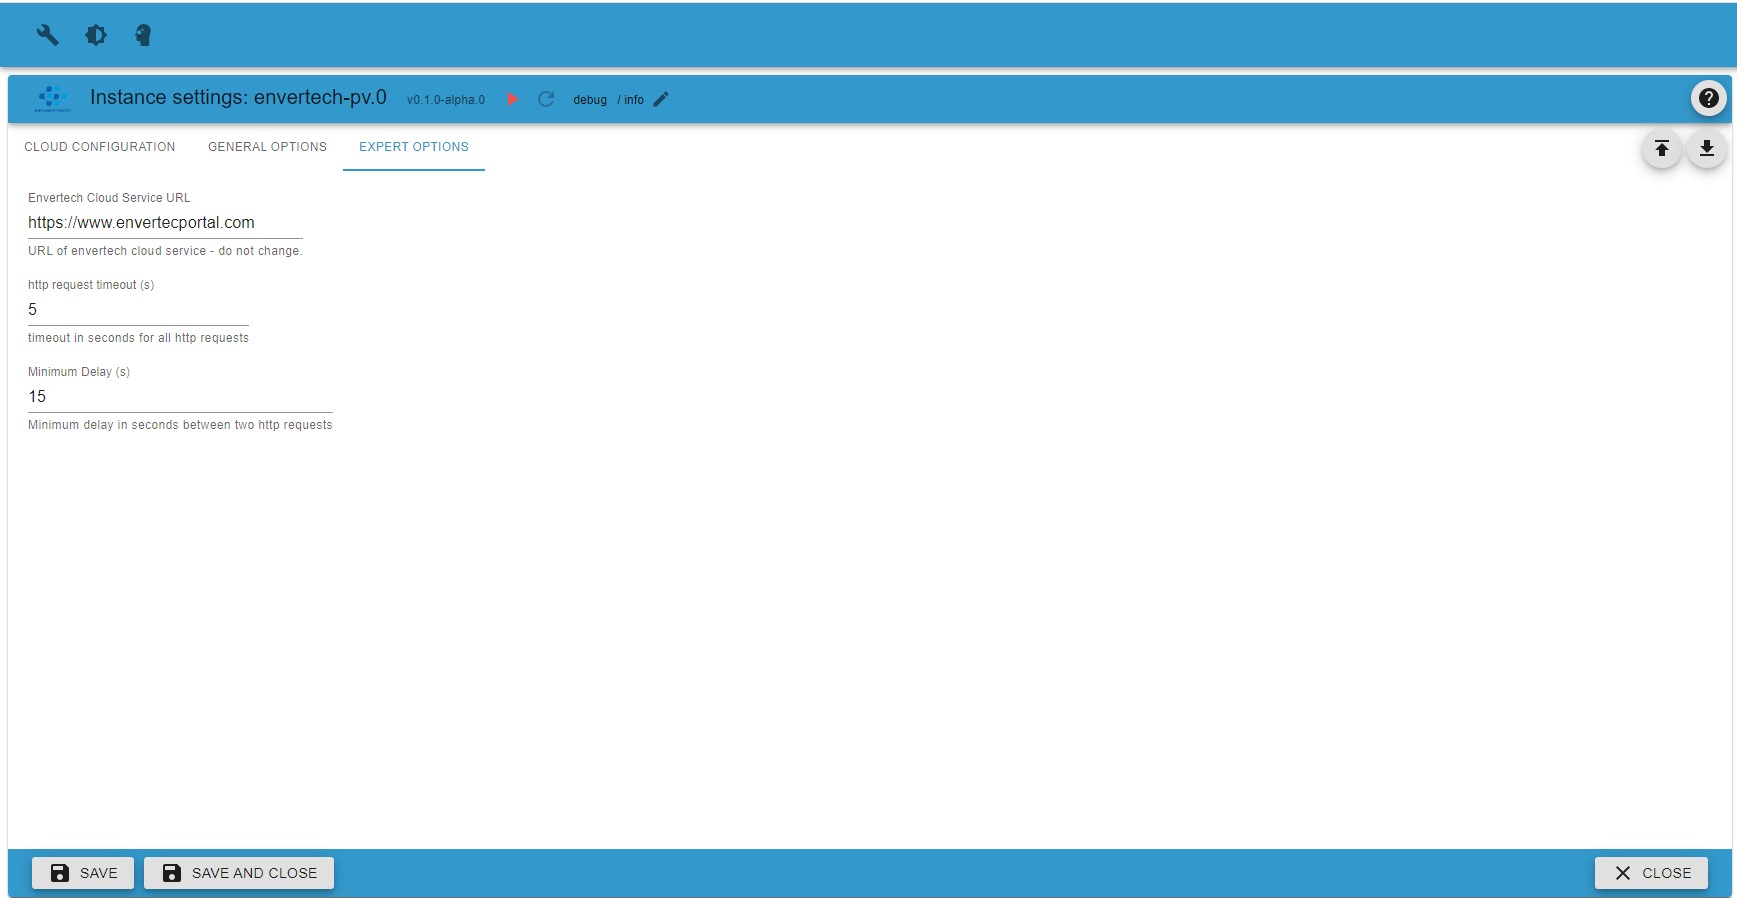 Instance settings: envertech-pv.0 v0.1.0-alpha.0 debug / info
CLOUD CONFIGURATION GENERAL OPTIONS EXPERT OPTIONS
Envertech Cloud Service URL
https://www.envertecportal.com
URL of envertech cloud service - do not change.
http request timeout (s)
5
timeout in seconds for all http requests
Minimum Delay (s)
15
Minimum delay in seconds between two http requests
SAVE SAVE AND CLOSE CLOSE